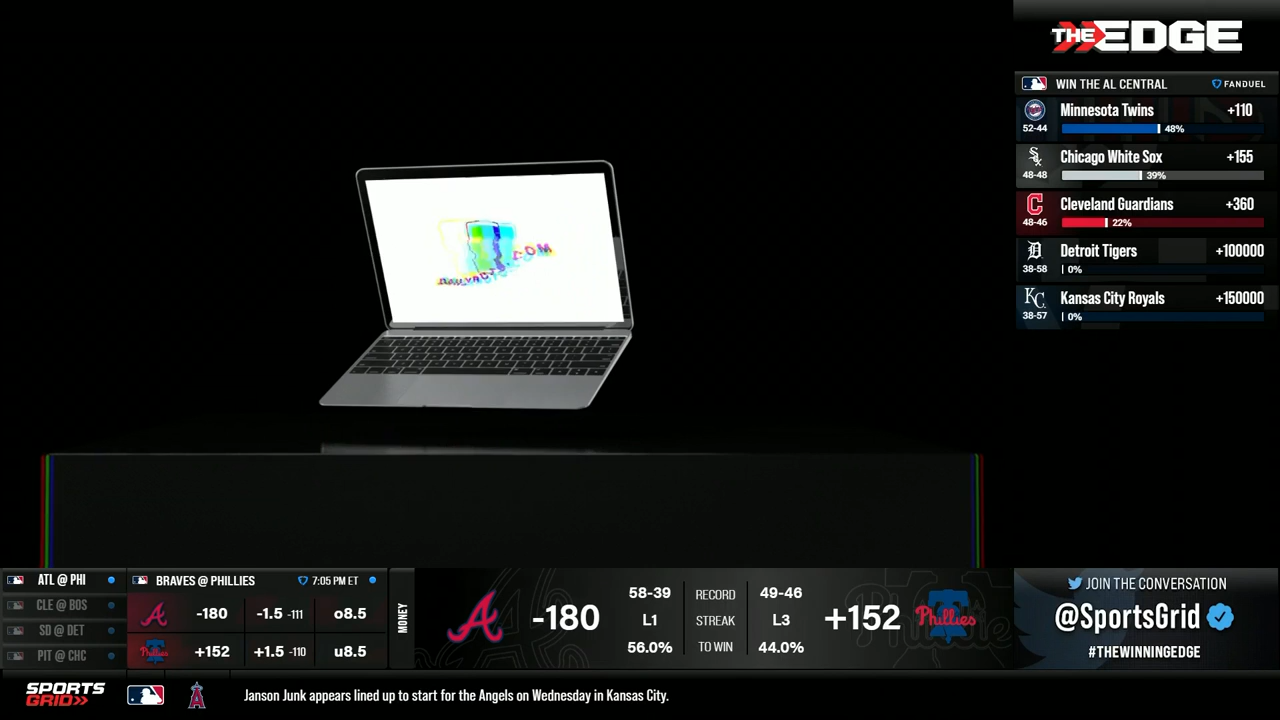 THE EDGE
WIN THE AL CENTRAL
FANDUEL
Minnesota Twins +110
52-44 48%
Chicago White Sox +155
48-48 39%
Cleveland Guardians +360
48-46 22%
Detroit Tigers +100000
38-58 0%
Kansas City Royals +150000
38-57 0%
.COM
ATL @ PHI
CLE @ BOS
SD @ DET
PIT @ CHC
BRAVES @ PHILLIES 7:05 PM ET
-180 -1.5 -111 o8.5
Phillies +152 +1.5 -110 u8.5
MONEY
A -180
58-39 RECORD 49-46
L1 STREAK L3
56.0% TO WIN 44.0%
+152 Phillies
JOIN THE CONVERSATION
@SportsGrid
#THEWINNINGEDGE
SPORTS GRID
Janson Junk appears lined up to start for the Angels on Wednesday in Kansas City.